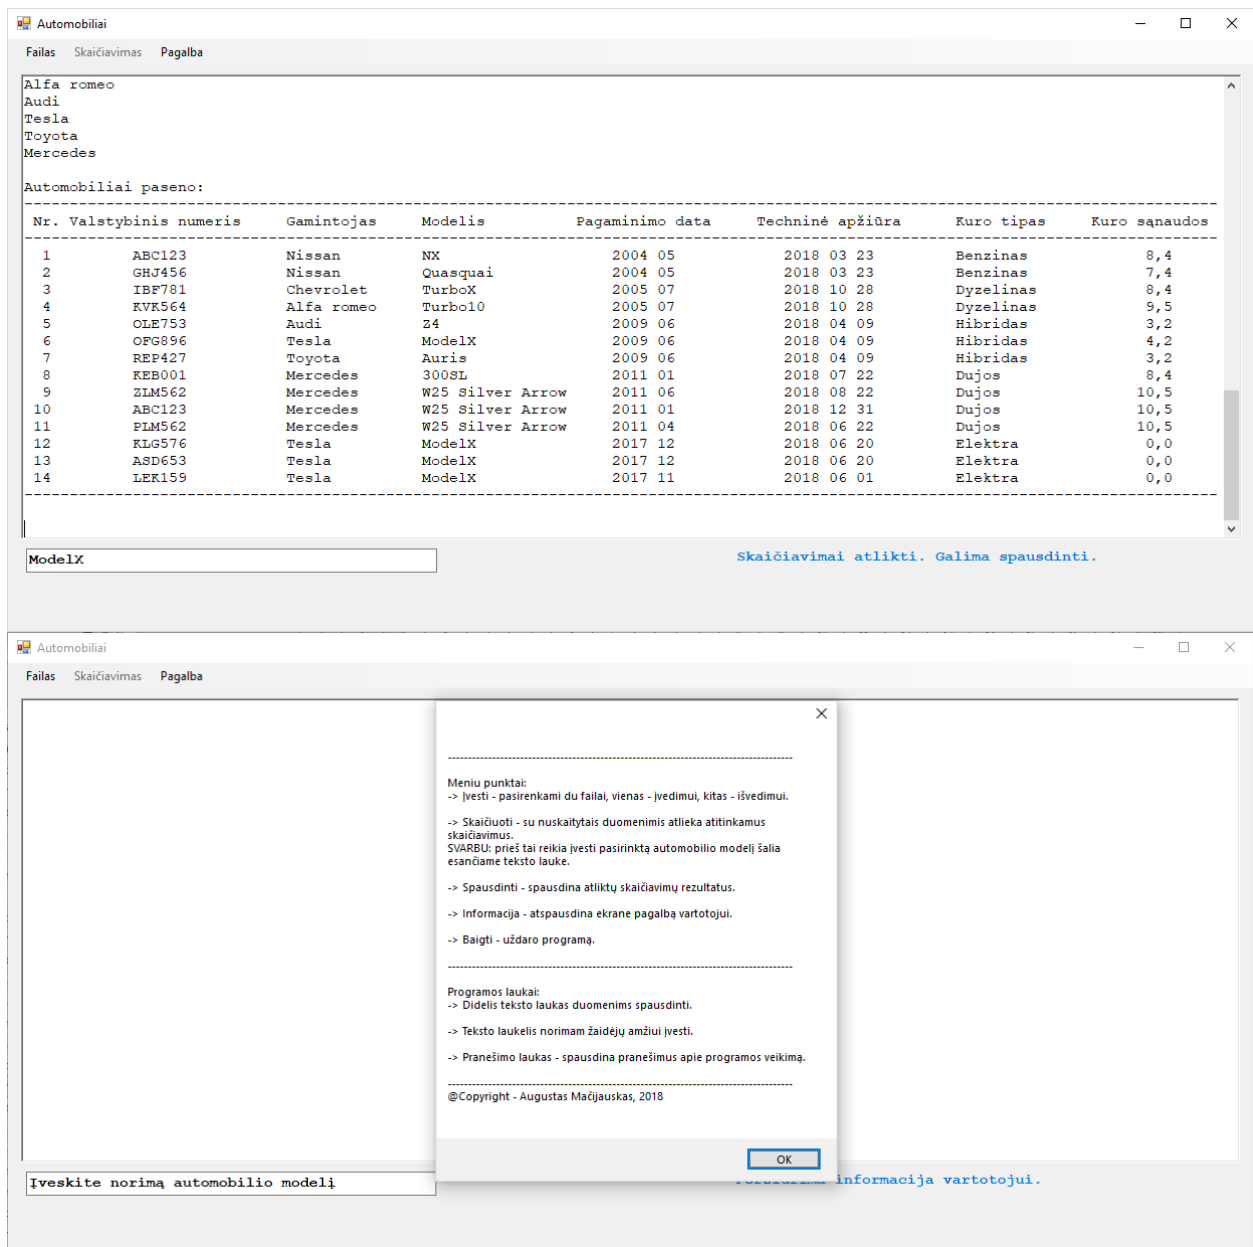 Automobiliai
Failas Skaičiavimas Pagalba
Alfa romeo
Audi
Tesla
Toyota
Mercedes
Automobiliai paseno:
--------------------------------------------------------------------------------
Nr. Valstybinis numeris Gamintojas Modelis Pagaminimo data Techninė apžiūra Kuro tipas Kuro sąnaudos
--------------------------------------------------------------------------------
1 ABC123 Nissan NX 2004 05 2018 03 23 Benzinas 8,4
2 GHJ456 Nissan Quasquai 2004 05 2018 03 23 Benzinas 7,4
3 IBF781 Chevrolet TurboX 2005 07 2018 10 28 Dyzelinas 8,4
4 KVK564 Alfa romeo Turbo10 2005 07 2018 10 28 Dyzelinas 9,5
5 OLE753 Audi Z4 2009 06 2018 04 09 Hibridas 3,2
6 OFG896 Tesla ModelX 2009 06 2018 04 09 Hibridas 4,2
7 REP427 Toyota Auris 2009 06 2018 04 09 Hibridas 3,2
8 KEB001 Mercedes 300SL 2011 01 2018 07 22 Dujos 8,4
9 ZLM562 Mercedes W25 Silver Arrow 2011 06 2018 08 22 Dujos 10,5
10 ABC123 Mercedes W25 Silver Arrow 2011 01 2018 12 31 Dujos 10,5
11 PLM562 Mercedes W25 Silver Arrow 2011 04 2018 06 22 Dujos 10,5
12 KLG576 Tesla ModelX 2017 12 2018 06 20 Elektra 0,0
13 ASD653 Tesla ModelX 2017 12 2018 06 20 Elektra 0,0
14 LEK159 Tesla ModelX 2017 11 2018 06 01 Elektra 0,0
--------------------------------------------------------------------------------
ModelX Skaičiavimai atlikti. Galima spausdinti.
Automobiliai
Failas Skaičiavimas Pagalba
--------------------------------------------------------------------------------
Meniu punktai:
-> Įvesti - pasirenkami du failai, vienas - įvedimui, kitas - išvedimui.
-> Skaičiuoti - su nuskaitytais duomenimis atlieka atitinkamus
skaičiavimus.
SVARBU: prieš tai reikia įvesti pasirinktą automobilio modelį šalia
esančiame teksto lauke.
-> Spausdinti - spausdina atliktų skaičiavimų rezultatus.
-> Informacija - atspausdina ekrane pagalbą vartotojui.
-> Baigti - uždaro programą.
--------------------------------------------------------------------------------
Programos laukai:
-> Didelis teksto laukas duomenims spausdinti.
-> Teksto laukelis norimam žaidėjų amžiui įvesti.
-> Pranešimo laukas - spausdina pranešimus apie programos veikimą.
--------------------------------------------------------------------------------
@Copyright - Augustas Mačijauskas, 2018
OK
Įveskite norimą automobilio modelį informacija vartotojui.